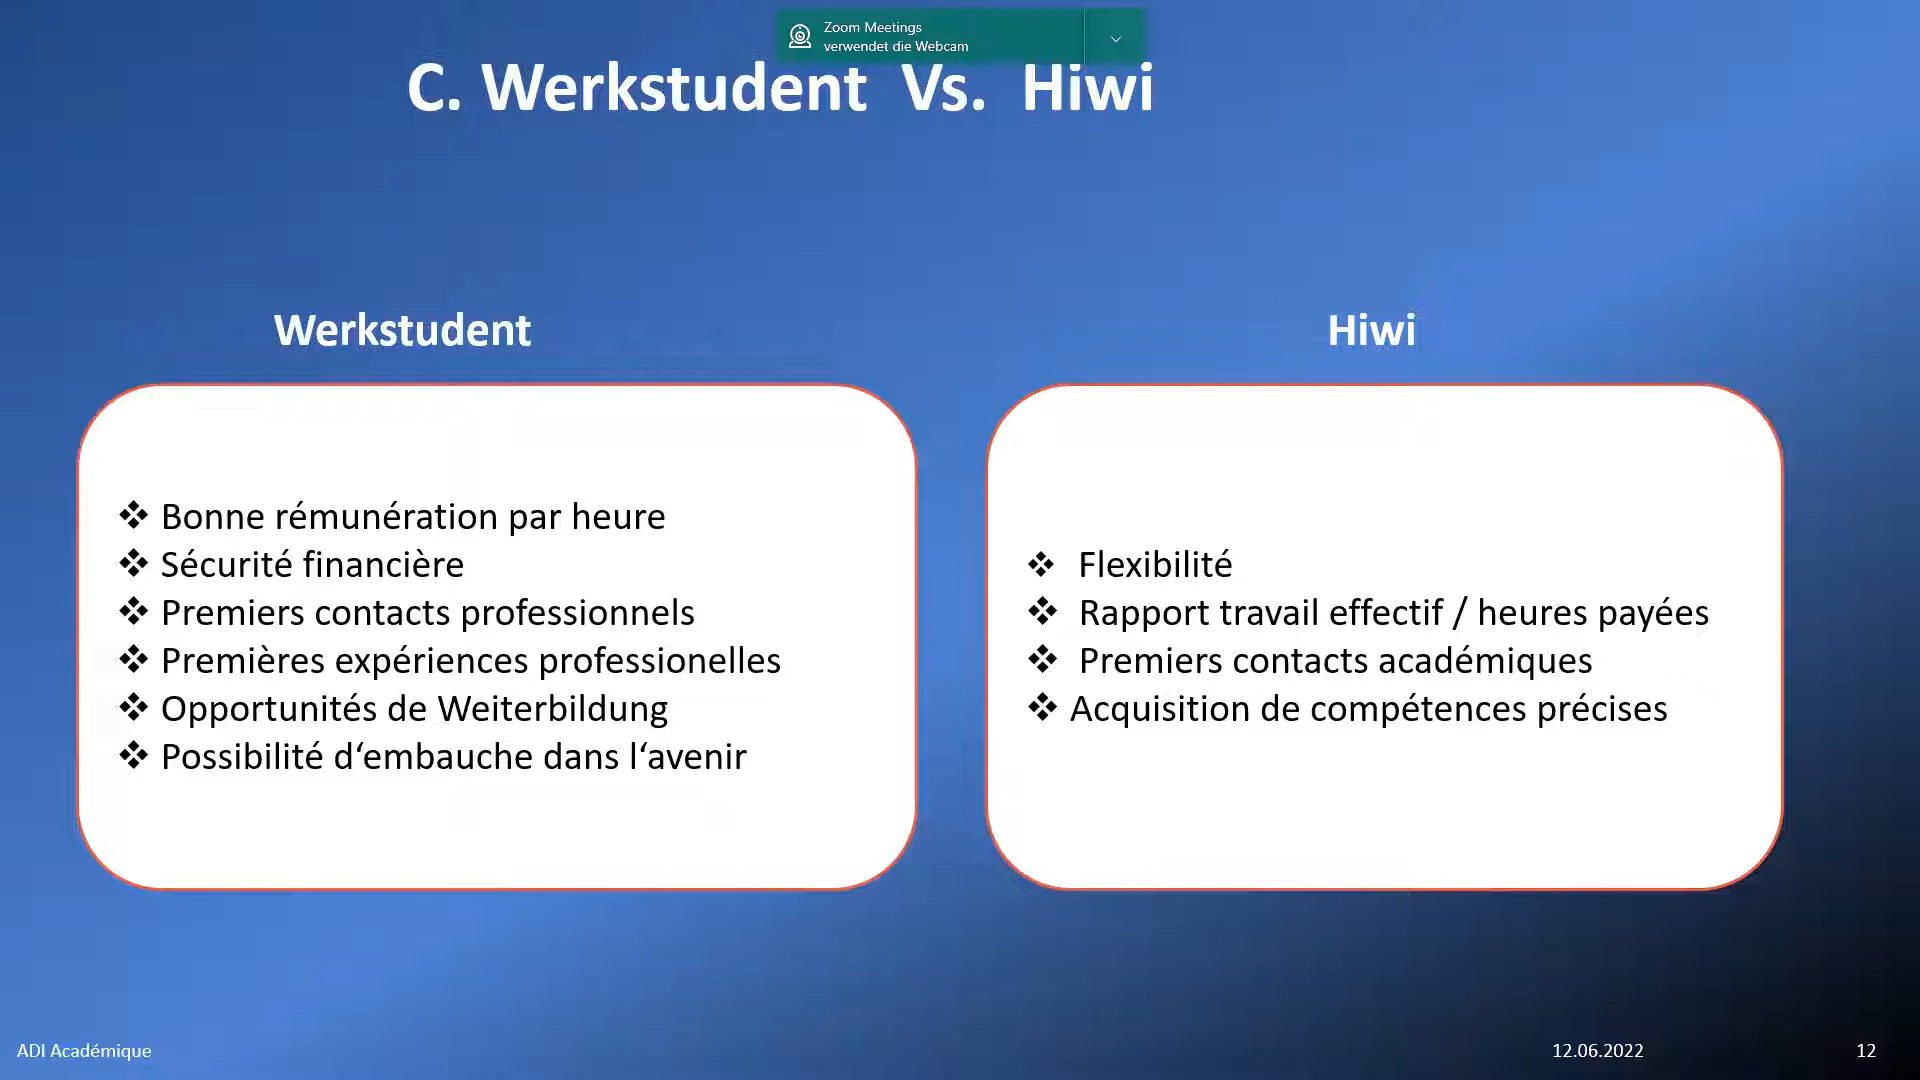 Zoom Meetings
verwendet die Webcam
C. Werkstudent Vs. Hiwi
Werkstudent
❖ Bonne rémunération par heure
❖ Sécurité financière
❖ Premiers contacts professionnels
❖ Premières expériences professionelles
❖ Opportunités de Weiterbildung
❖ Possibilité d‘embauche dans l‘avenir
Hiwi
❖ Flexibilité
❖ Rapport travail effectif / heures payées
❖ Premiers contacts académiques
❖ Acquisition de compétences précises
ADI Académique
12.06.2022
12